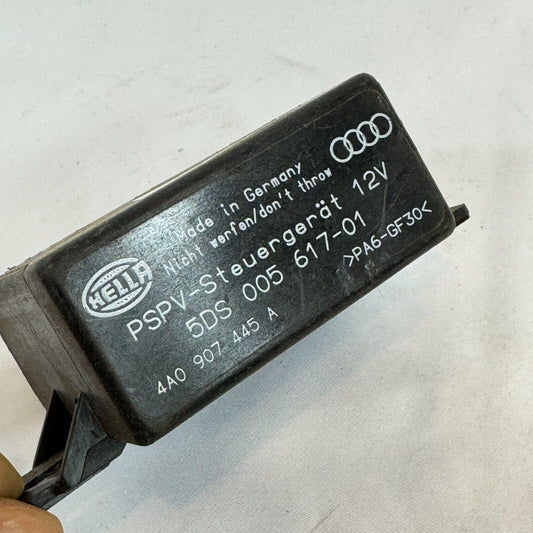 Made in Germany
Nicht werfen/don't throw
HELLA
PSPV-Steuergerät 12V
5DS 005 617-01
>PA6-GF30<
4A0 907 445 A